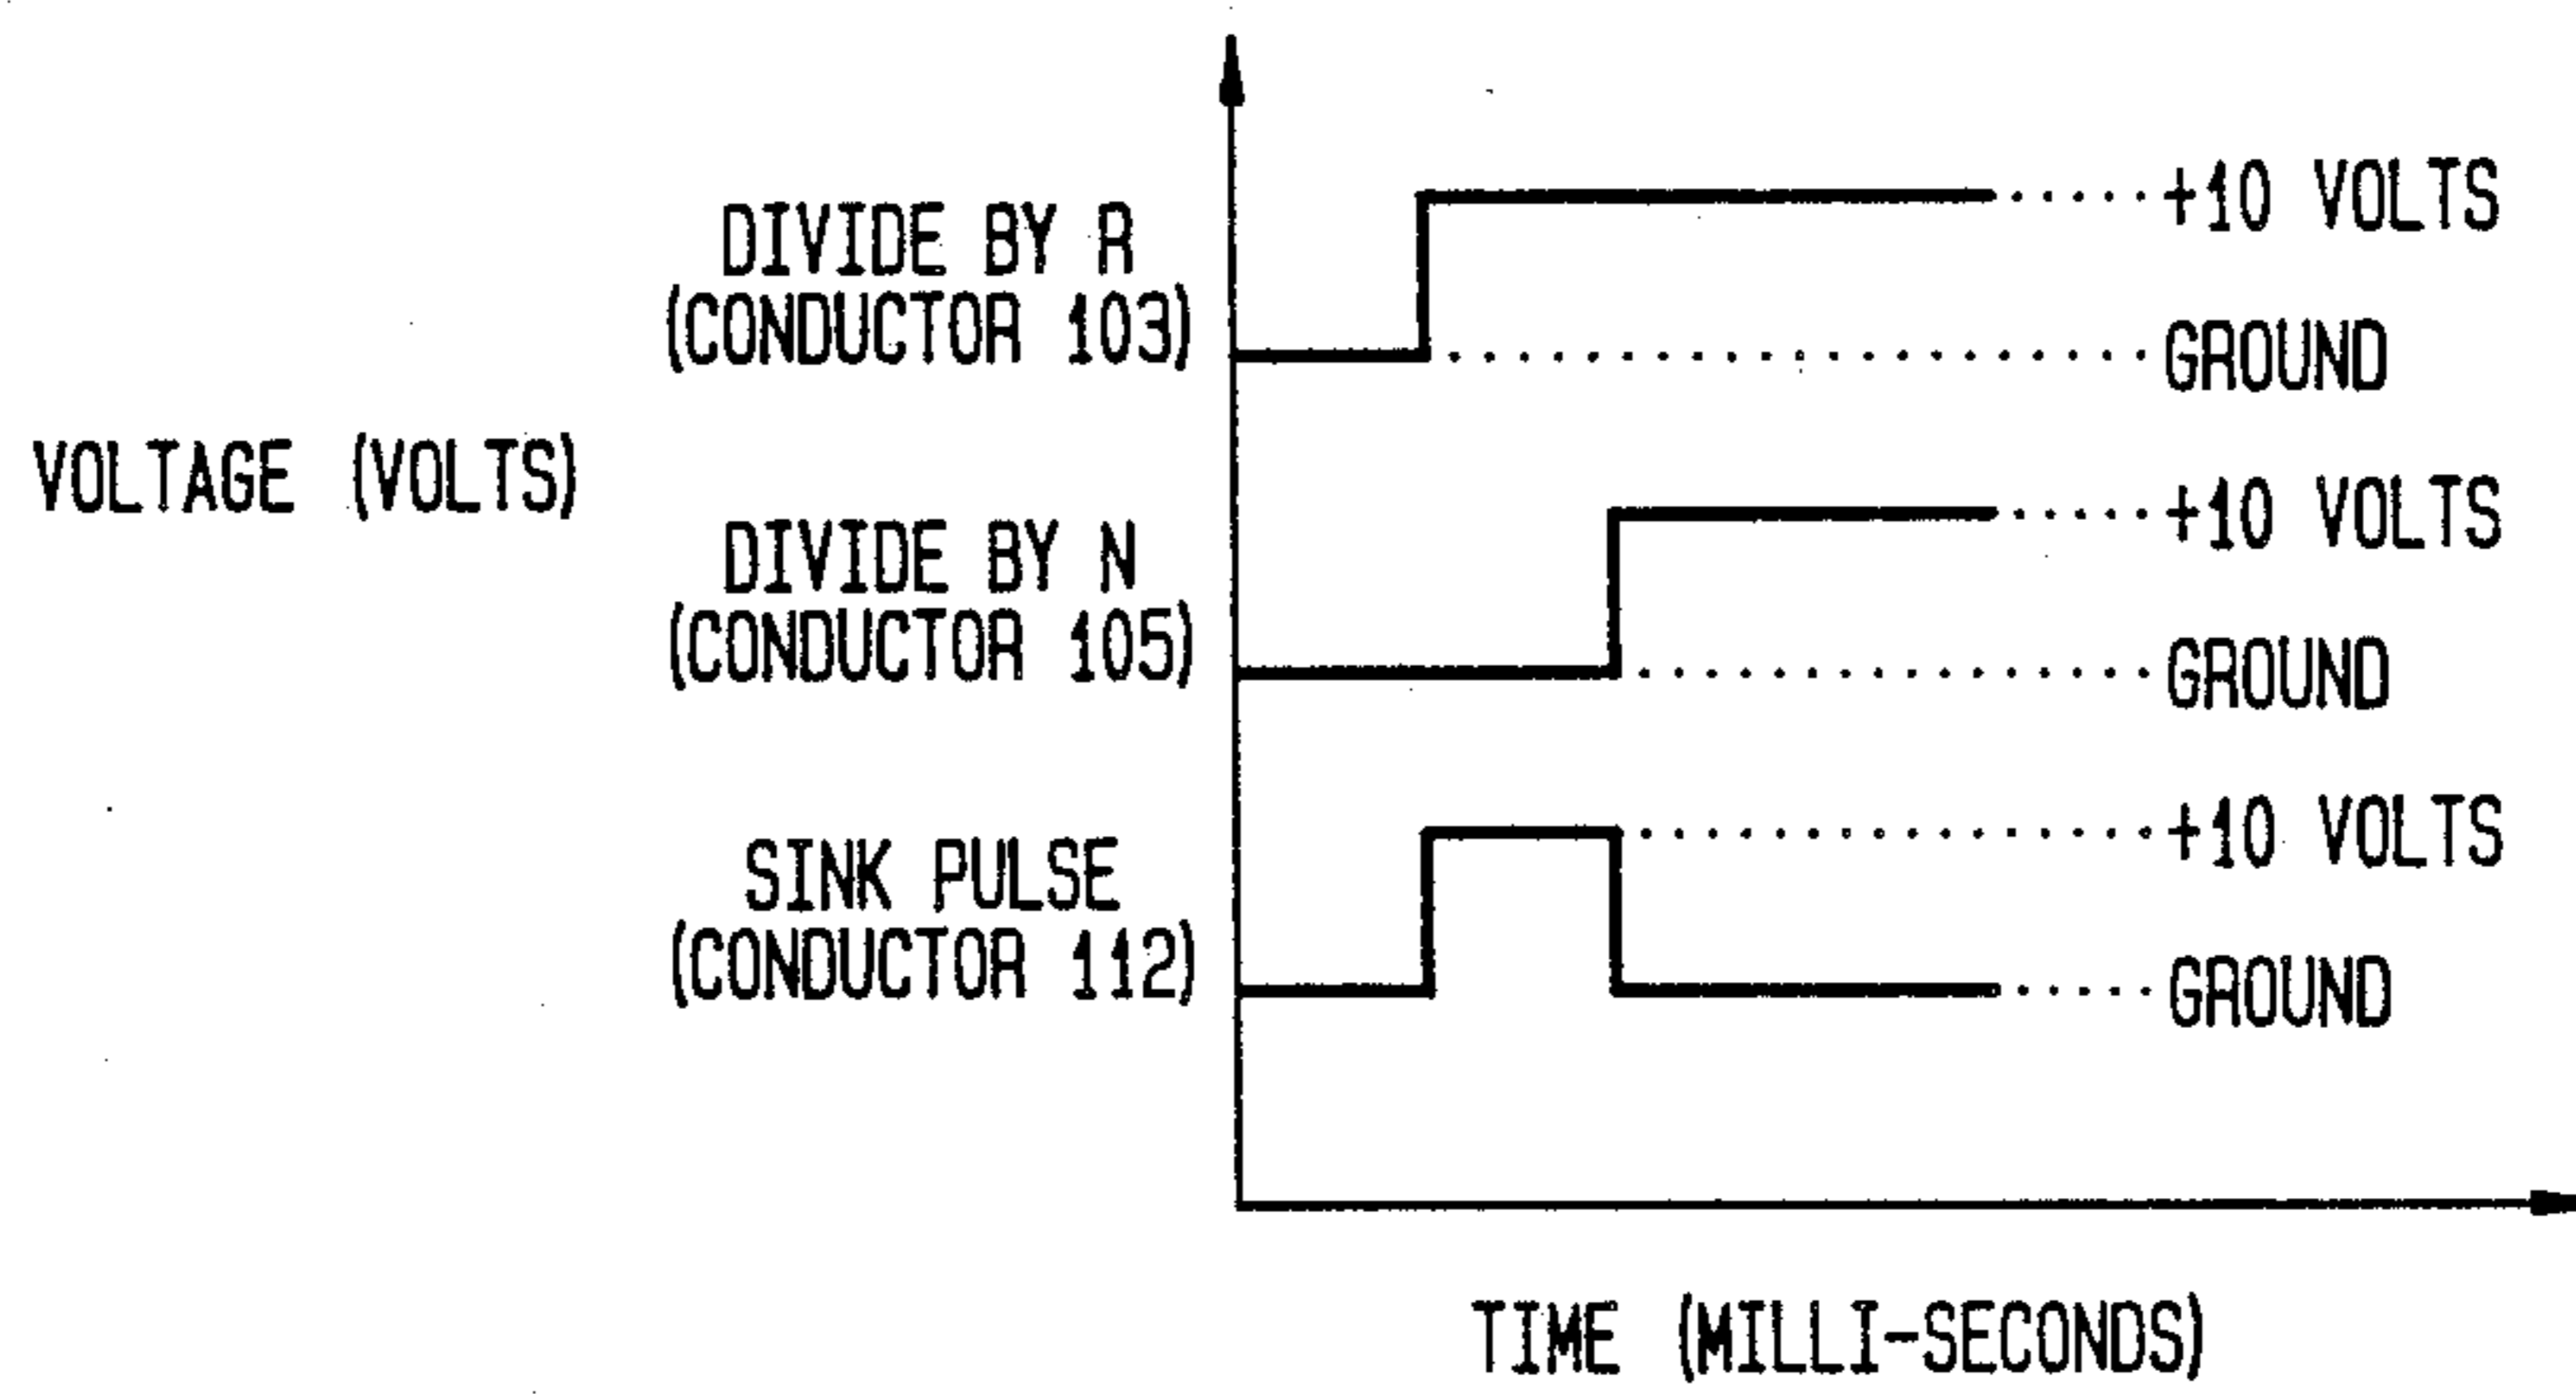 DIVIDE BY R
(CONDUCTOR 103)
+10 VOLTS
GROUND
VOLTAGE (VOLTS)
DIVIDE BY N
(CONDUCTOR 105)
+10 VOLTS
GROUND
SINK PULSE
(CONDUCTOR 112)
+10 VOLTS
GROUND
TIME (MILLI-SECONDS)